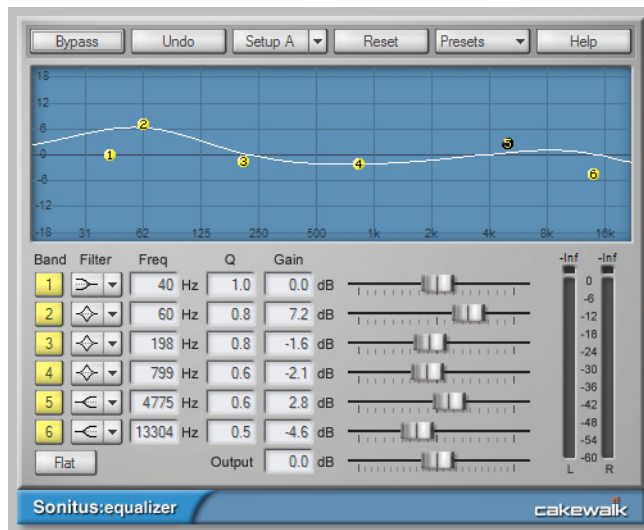 Bypass Undo Setup A Reset Presets Help
18
12
6
0
-6
-12
-18 31 62 125 250 500 1k 2k 4k 8k 16k
1 2 3 4 5 6
Band Filter Freq Q Gain -Inf -Inf
1 40 Hz 1.0 0.0 dB
2 60 Hz 0.8 7.2 dB
3 198 Hz 0.8 -1.6 dB
4 799 Hz 0.6 -2.1 dB
5 4775 Hz 0.6 2.8 dB
6 13304 Hz 0.5 -4.6 dB
Flat Output 0.0 dB
0
-6
-12
-18
-24
-30
-36
-42
-48
-54
-60
L R
Sonitus:equalizer cakewalk